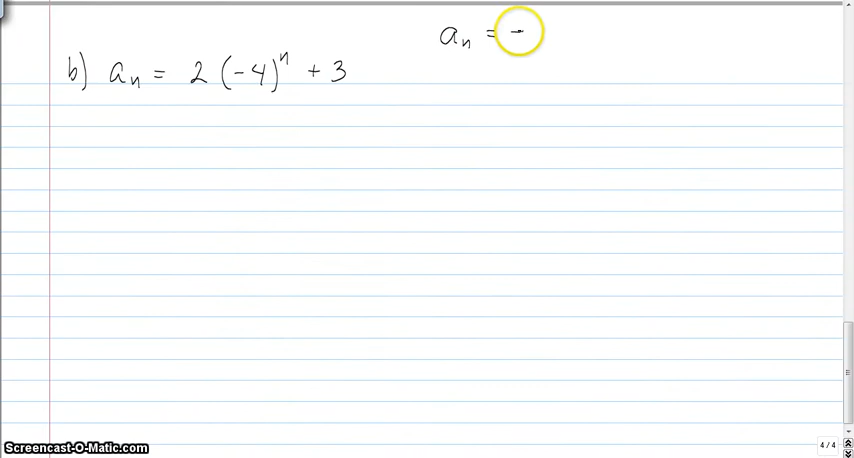 aₙ = -
b) aₙ = 2 (-4)ⁿ + 3
Screencast-O-Matic.com
4 / 4